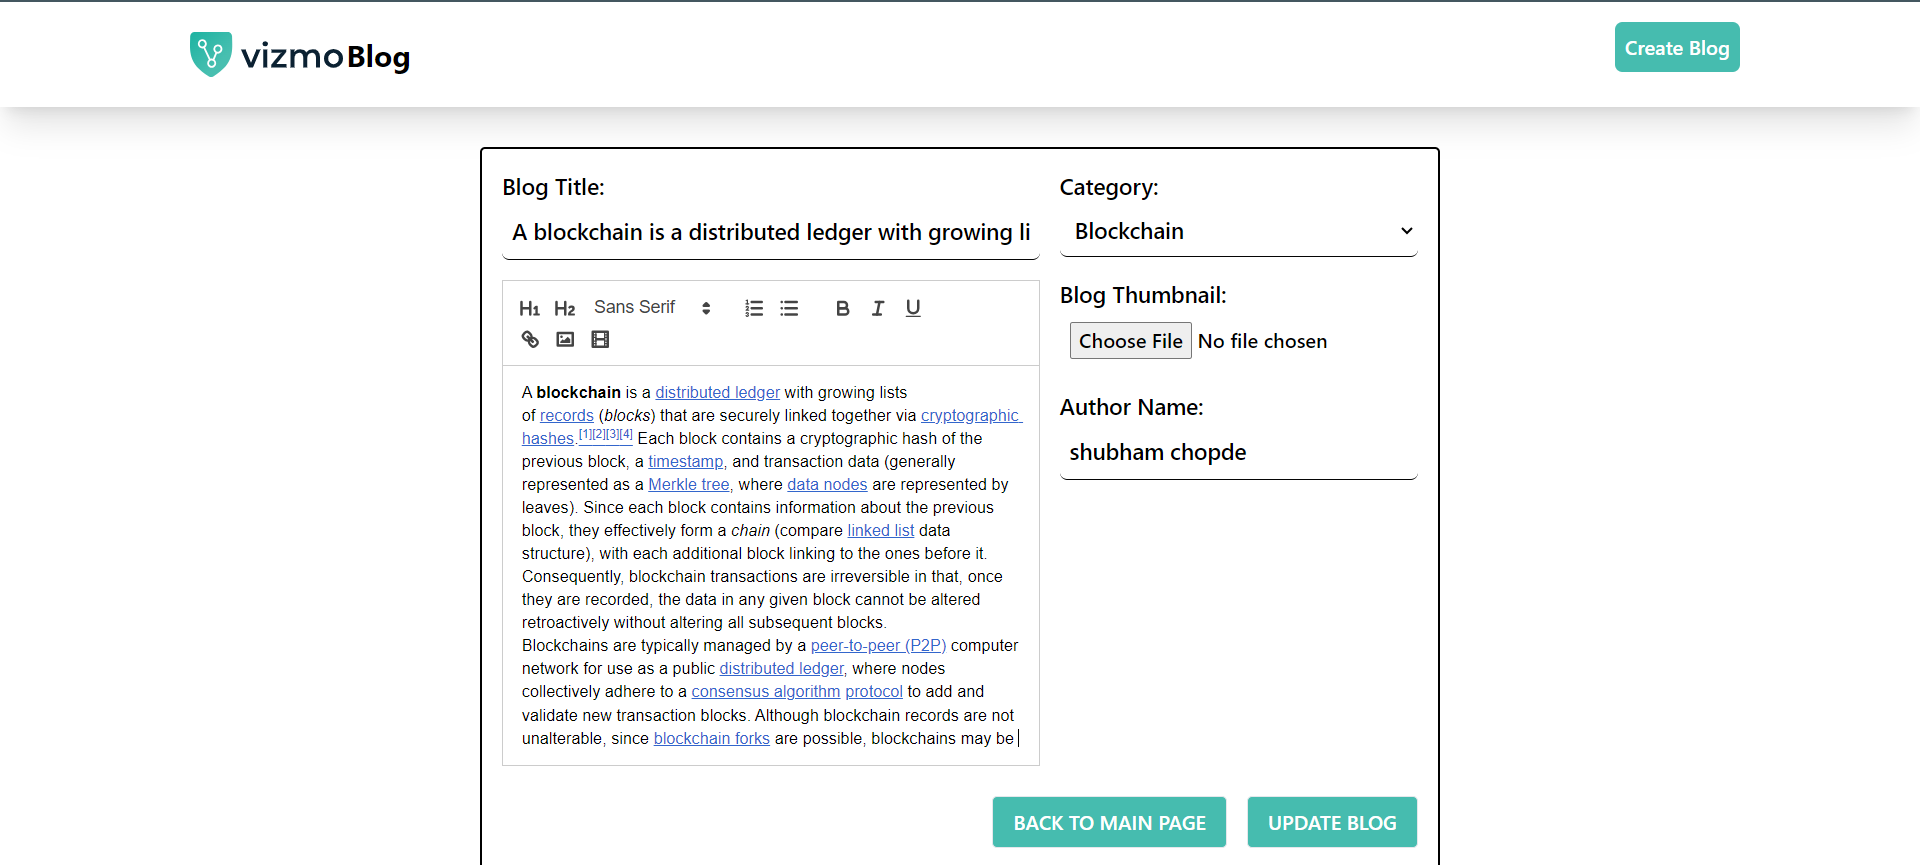 vizmo Blog
Create Blog
Blog Title:
A blockchain is a distributed ledger with growing li
H1 H2 Sans Serif B I U
A blockchain is a distributed ledger with growing lists
of records (blocks) that are securely linked together via cryptographic
hashes.[1][2][3][4] Each block contains a cryptographic hash of the
previous block, a timestamp, and transaction data (generally
represented as a Merkle tree, where data nodes are represented by
leaves). Since each block contains information about the previous
block, they effectively form a chain (compare linked list data
structure), with each additional block linking to the ones before it.
Consequently, blockchain transactions are irreversible in that, once
they are recorded, the data in any given block cannot be altered
retroactively without altering all subsequent blocks.
Blockchains are typically managed by a peer-to-peer (P2P) computer
network for use as a public distributed ledger, where nodes
collectively adhere to a consensus algorithm protocol to add and
validate new transaction blocks. Although blockchain records are not
unalterable, since blockchain forks are possible, blockchains may be
Category:
Blockchain
Blog Thumbnail:
Choose File No file chosen
Author Name:
shubham chopde
BACK TO MAIN PAGE
UPDATE BLOG